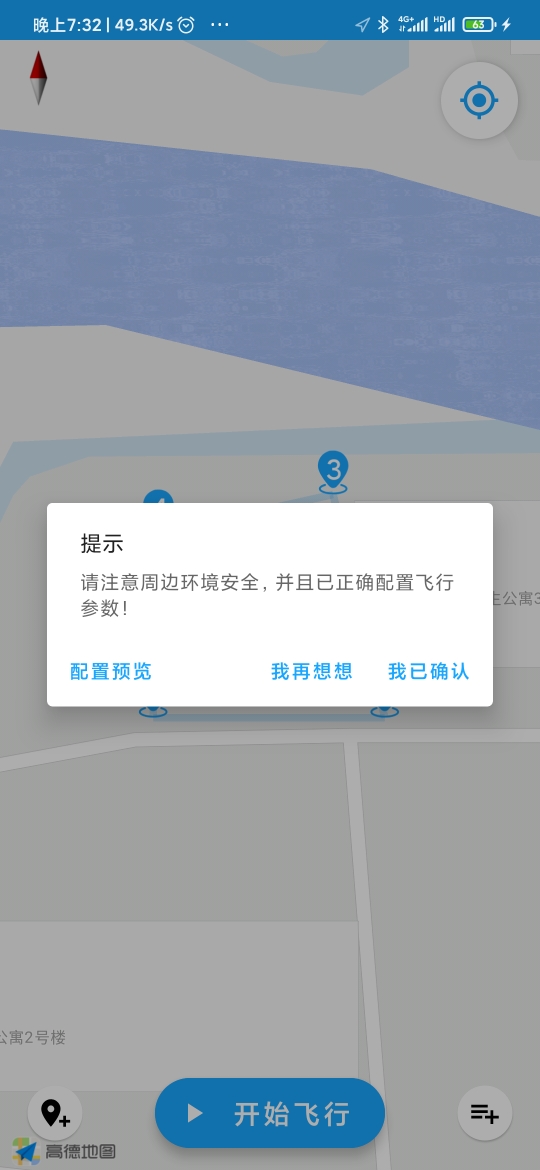 晚上7:32 | 49.3K/s ...
4G+ HD 63
3
提示
请注意周边环境安全，并且已正确配置飞行
参数！
生公寓3
配置预览 我再想想 我已确认
公寓2号楼
开始飞行
高德地图